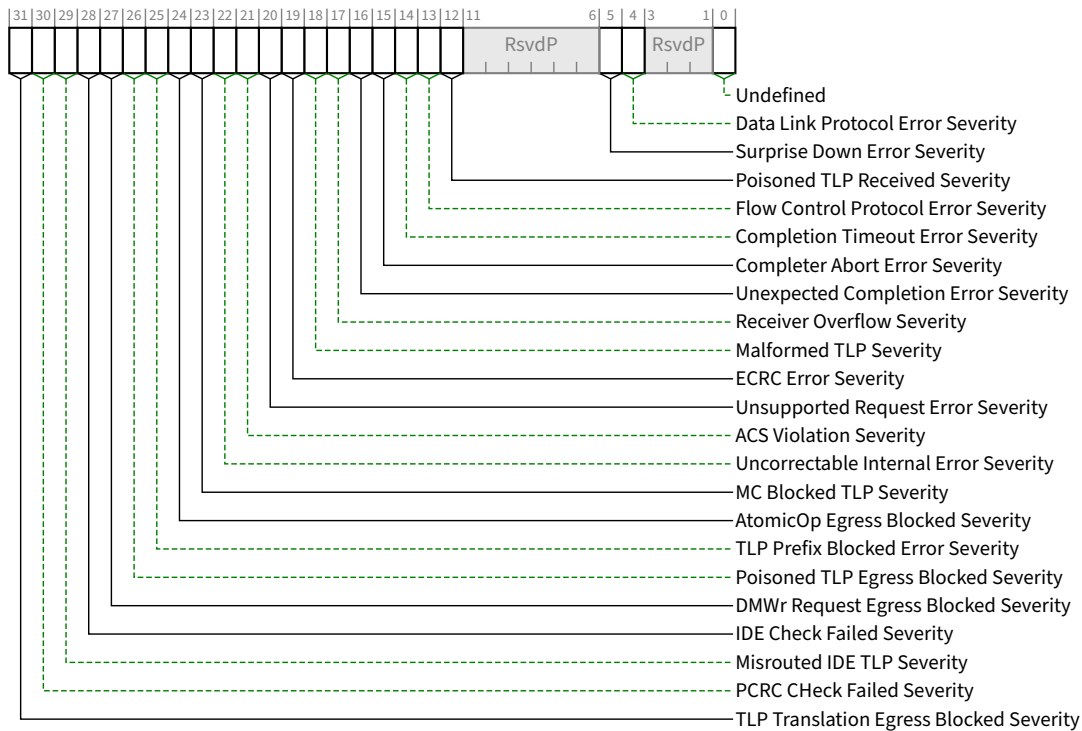 31 30 29 28 27 26 25 24 23 22 21 20 19 18 17 16 15 14 13 12 11 6 5 4 3 1 0
RsvdP RsvdP
Undefined
Data Link Protocol Error Severity
Surprise Down Error Severity
Poisoned TLP Received Severity
Flow Control Protocol Error Severity
Completion Timeout Error Severity
Completer Abort Error Severity
Unexpected Completion Error Severity
Receiver Overflow Severity
Malformed TLP Severity
ECRC Error Severity
Unsupported Request Error Severity
ACS Violation Severity
Uncorrectable Internal Error Severity
MC Blocked TLP Severity
AtomicOp Egress Blocked Severity
TLP Prefix Blocked Error Severity
Poisoned TLP Egress Blocked Severity
DMWr Request Egress Blocked Severity
IDE Check Failed Severity
Misrouted IDE TLP Severity
PCRC CHeck Failed Severity
TLP Translation Egress Blocked Severity